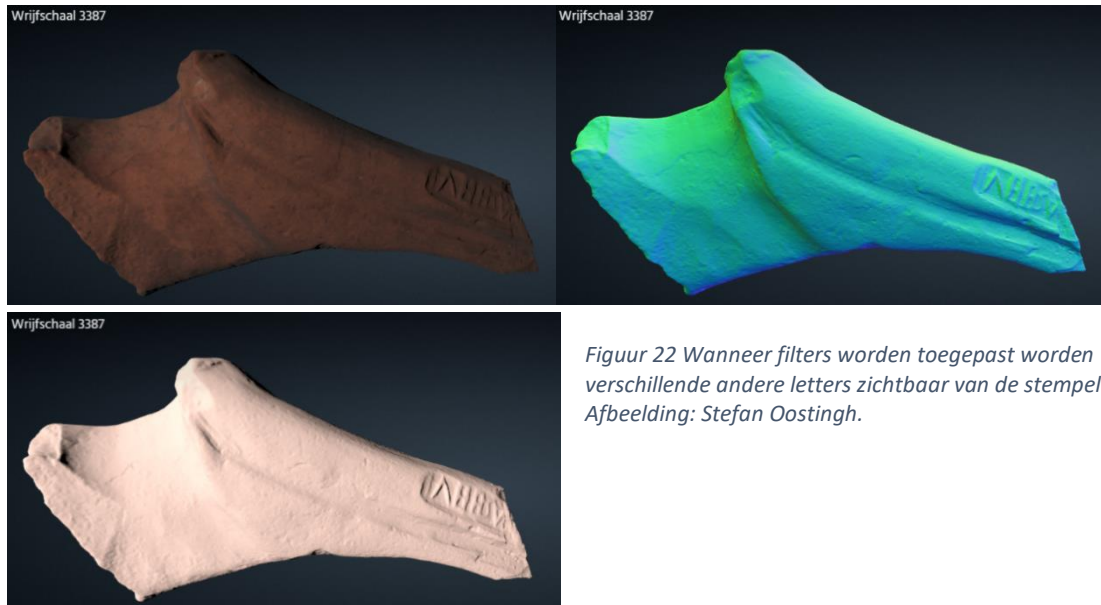 Wrijfschaal 3387
Wrijfschaal 3387
Wrijfschaal 3387
Figuur 22 Wanneer filters worden toegepast worden
verschillende andere letters zichtbaar van de stempel
Afbeelding: Stefan Oostingh.